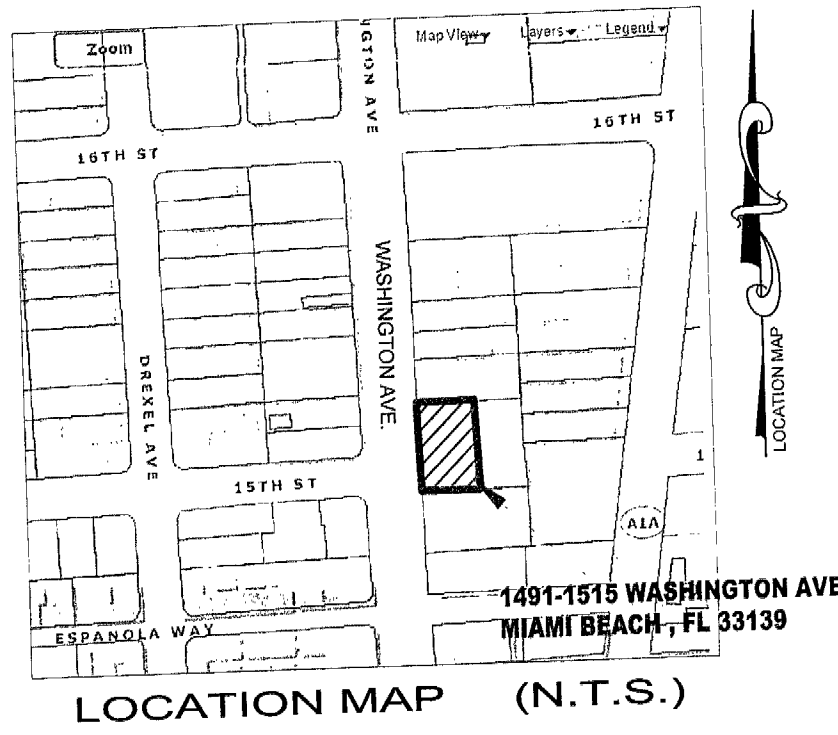 Zoom
NGTON AVE
Map View
Layers
Legend
16TH ST
16TH ST
WASHINGTON AVE.
DREXEL AVE
LOCATION MAP
15TH ST
1
A1A
1491-1515 WASHINGTON AVE
MIAMI BEACH , FL 33139
ESPANOLA WAY
LOCATION MAP (N.T.S.)